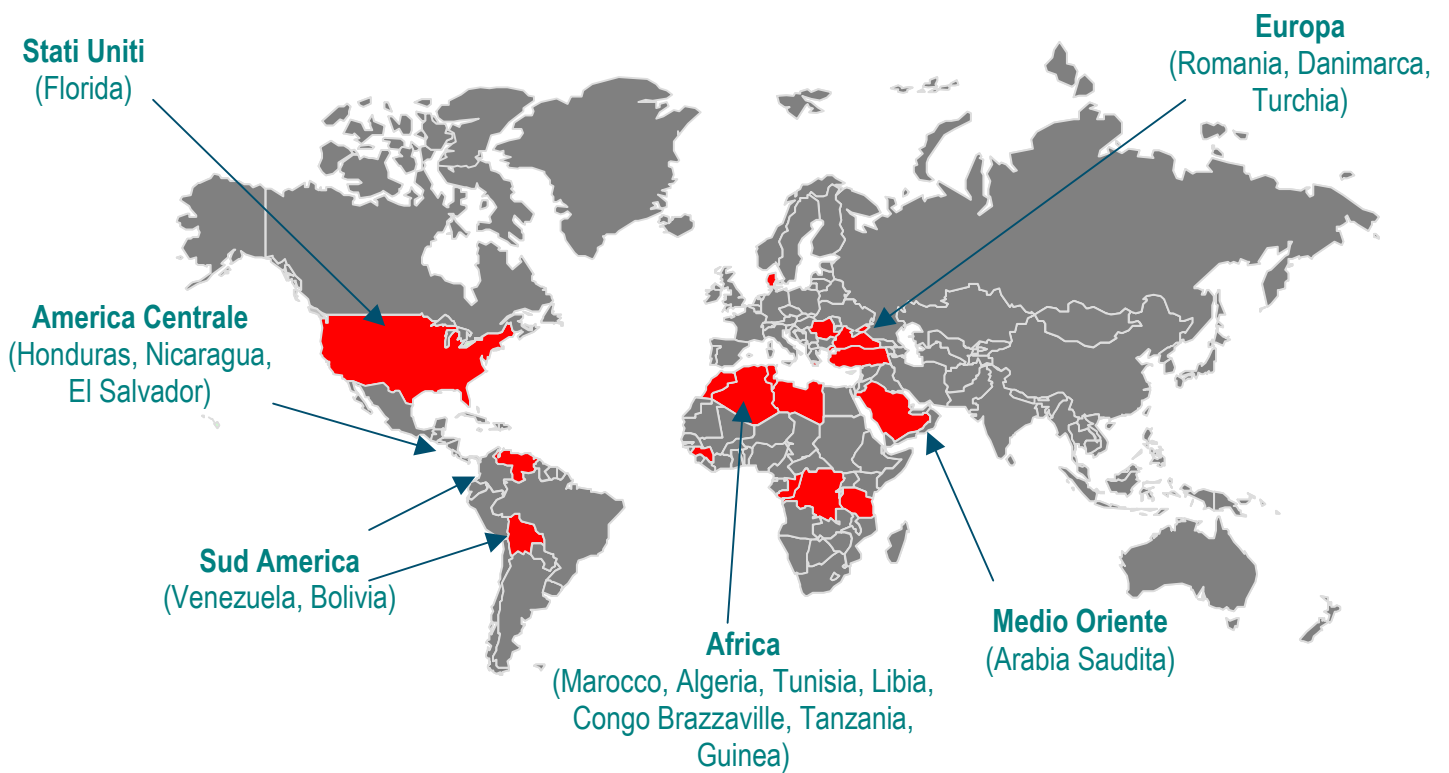 Stati Uniti
(Florida)
Europa
(Romania, Danimarca,
Turchia)
America Centrale
(Honduras, Nicaragua,
El Salvador)
Sud America
(Venezuela, Bolivia)
Africa
(Marocco, Algeria, Tunisia, Libia,
Congo Brazzaville, Tanzania,
Guinea)
Medio Oriente
(Arabia Saudita)